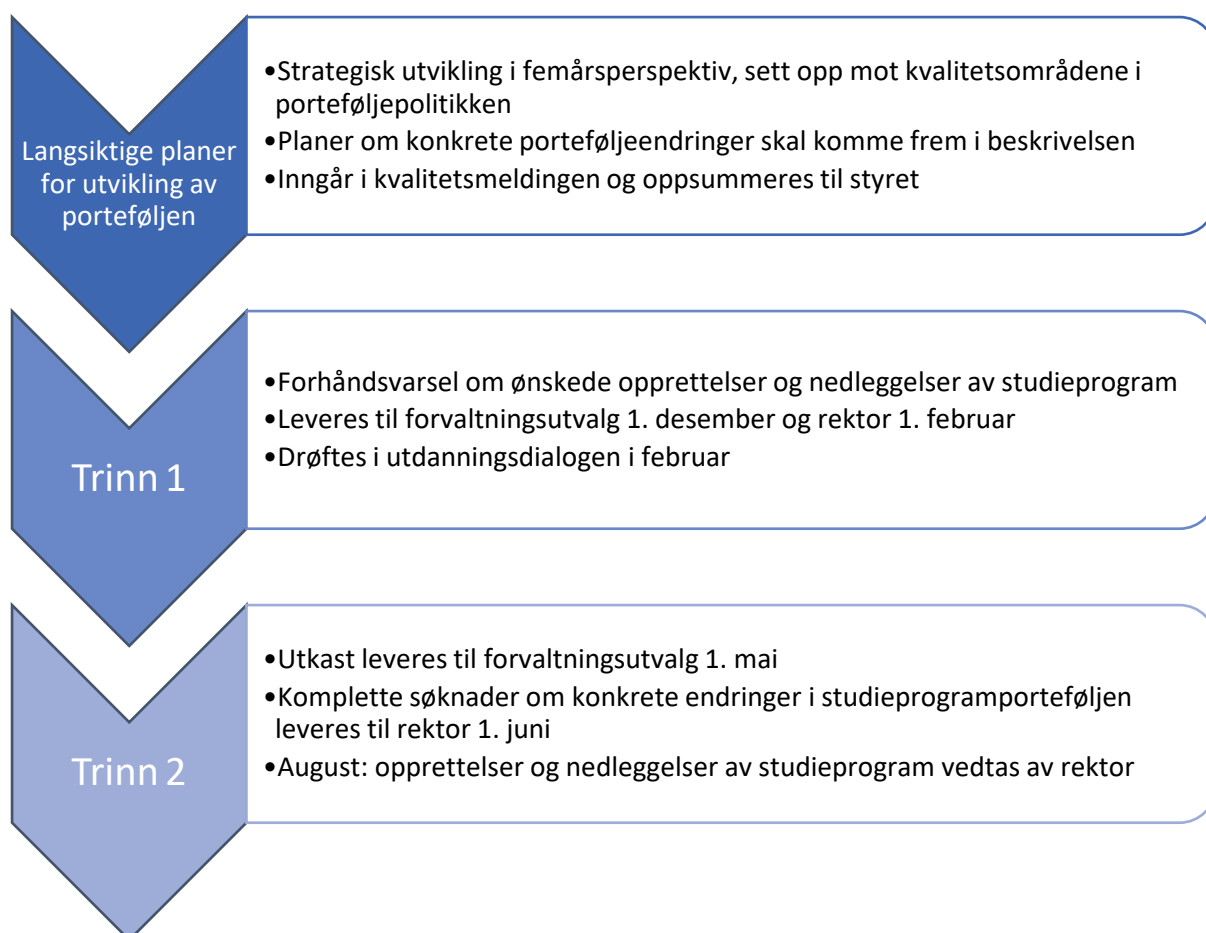 Langsiktige planer
for utvikling av
porteføljen
•Strategisk utvikling i femårsperspektiv, sett opp mot kvalitetsområdene i
porteføljepolitikken
•Planer om konkrete porteføljeendringer skal komme frem i beskrivelsen
•Inngår i kvalitetsmeldingen og oppsummeres til styret
Trinn 1
•Forhåndsvarsel om ønskede opprettelser og nedleggelser av studieprogram
•Leveres til forvaltningsutvalg 1. desember og rektor 1. februar
•Drøftes i utdanningsdialogen i februar
Trinn 2
•Utkast leveres til forvaltningsutvalg 1. mai
•Komplette søknader om konkrete endringer i studieprogramporteføljen
leveres til rektor 1. juni
•August: opprettelser og nedleggelser av studieprogram vedtas av rektor